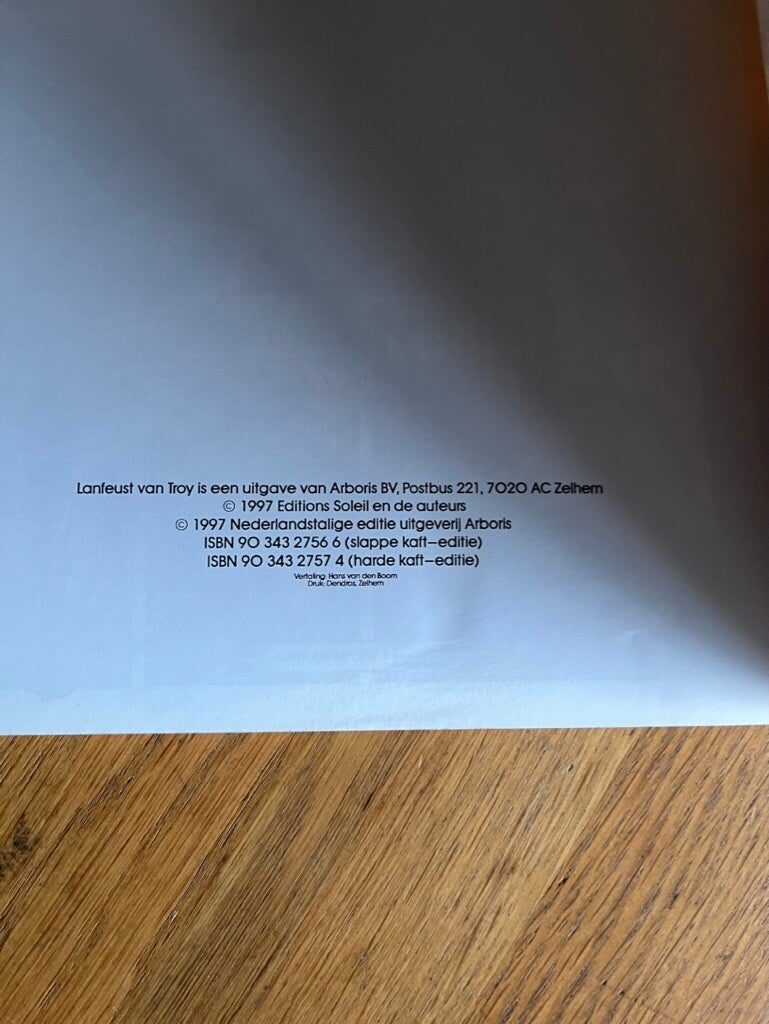 Lanfeust van Troy is een uitgave van Arboris BV, Postbus 221, 7020 AC Zelhem
© 1997 Editions Soleil en de auteurs
© 1997 Nederlandstalige editie uitgeverij Arboris
ISBN 90 343 2756 6 (slappe kaft-editie)
ISBN 90 343 2757 4 (harde kaft-editie)
Vertaling: Hans van den Boom
Druk: Dendros, Zelhem